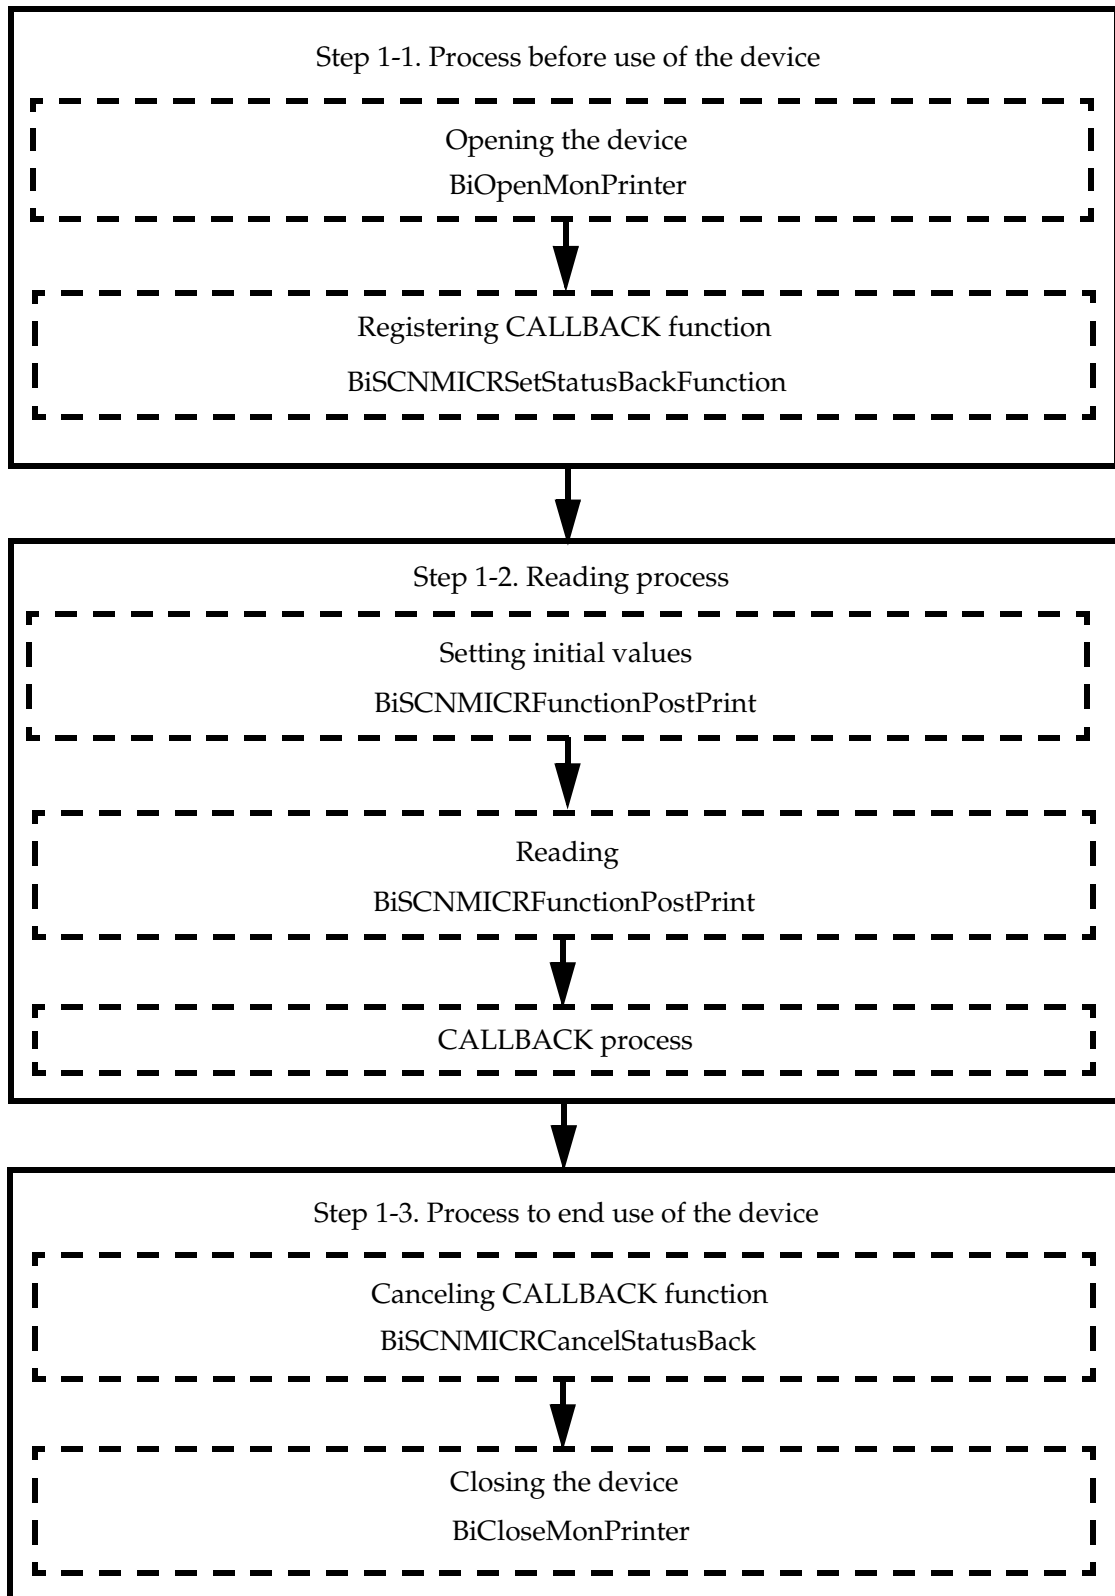 Step 1-1. Process before use of the device
Opening the device
BiOpenMonPrinter
Registering CALLBACK function
BiSCNMICRSetStatusBackFunction
Step 1-2. Reading process
Setting initial values
BiSCNMICRFunctionPostPrint
Reading
BiSCNMICRFunctionPostPrint
CALLBACK process
Step 1-3. Process to end use of the device
Canceling CALLBACK function
BiSCNMICRCancelStatusBack
Closing the device
BiCloseMonPrinter